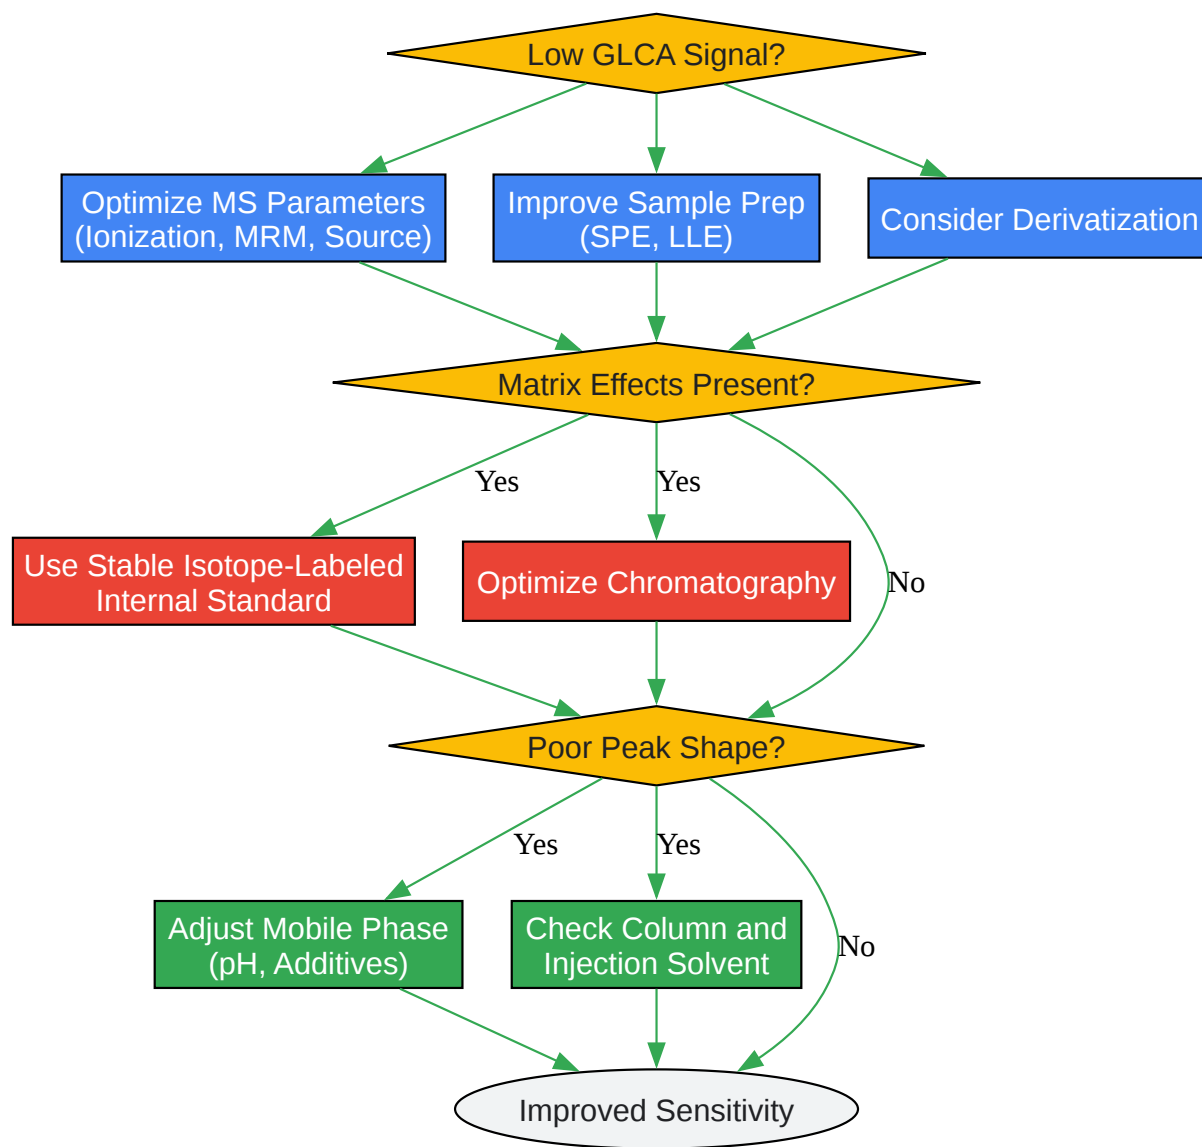 Low GLCA Signal?
Optimize MS Parameters
(Ionization, MRM, Source)
Improve Sample Prep
(SPE, LLE)
Consider Derivatization
Matrix Effects Present?
Yes
Yes
No
Use Stable Isotope-Labeled
Internal Standard
Optimize Chromatography
Poor Peak Shape?
Yes
Yes
No
Adjust Mobile Phase
(pH, Additives)
Check Column and
Injection Solvent
Improved Sensitivity